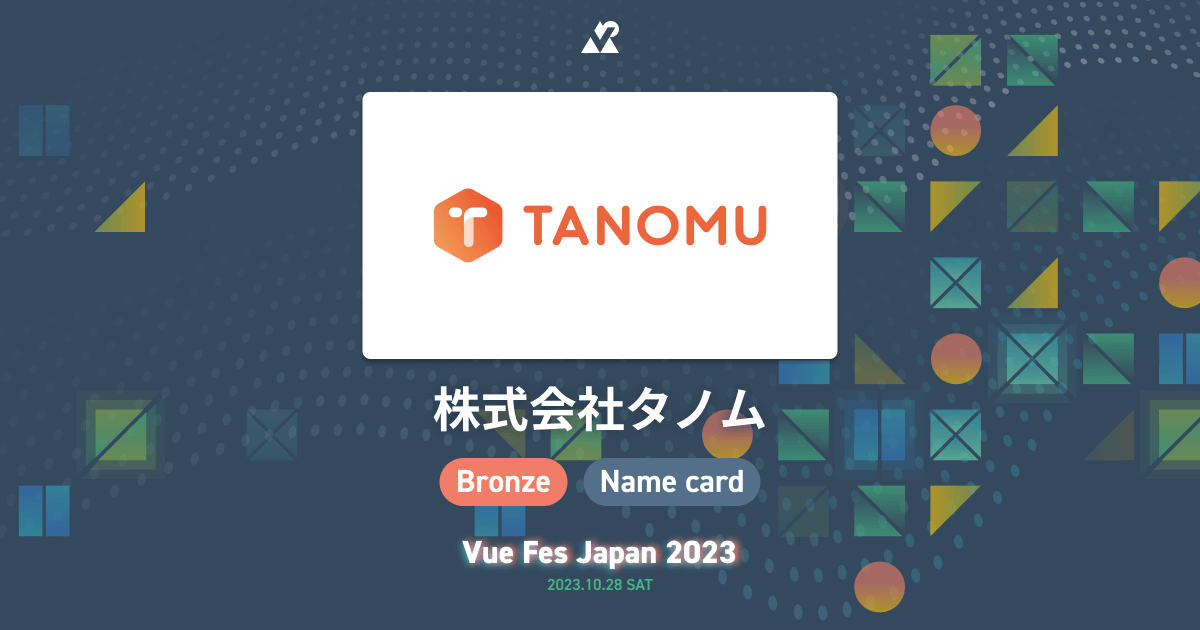 TANOMU
株式会社タノム
Bronze Name card
Vue Fes Japan 2023
2023.10.28 SAT